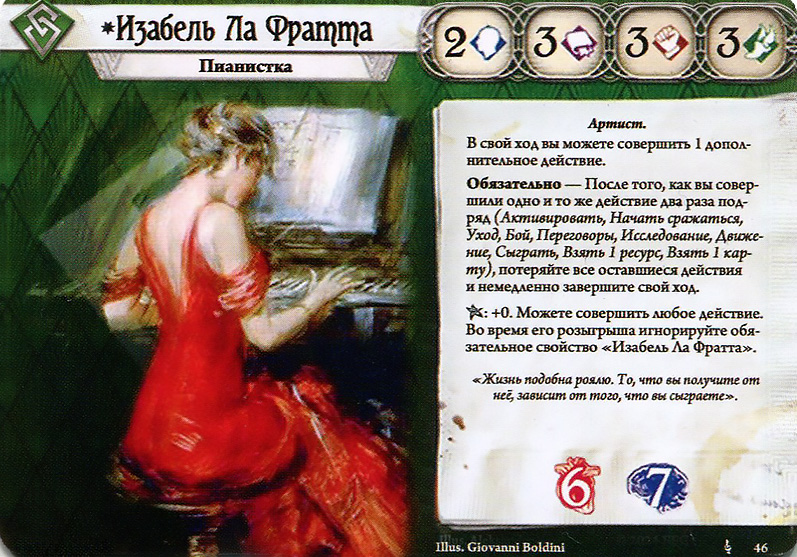 *Изабель Ла Фратта
Пианистка
2 3 3 3
Артист.
В свой ход вы можете совершить 1 допол-
нительное действие.
Обязательно — После того, как вы совер-
шили одно и то же действие два раза под-
ряд (Активировать, Начать сражаться,
Уход, Бой, Переговоры, Исследование, Движе-
ние, Сыграть, Взять 1 ресурс, Взять 1 кар-
ту), потеряйте все оставшиеся действия
и немедленно завершите свой ход.
: +0. Можете совершить любое действие.
Во время его розыгрыша игнорируйте обя-
зательное свойство «Изабель Ла Фратта».
«Жизнь подобна роялю. То, что вы получите от
неё, зависит от того, что вы сыграете».
6 7
Illus. Giovanni Boldini
46